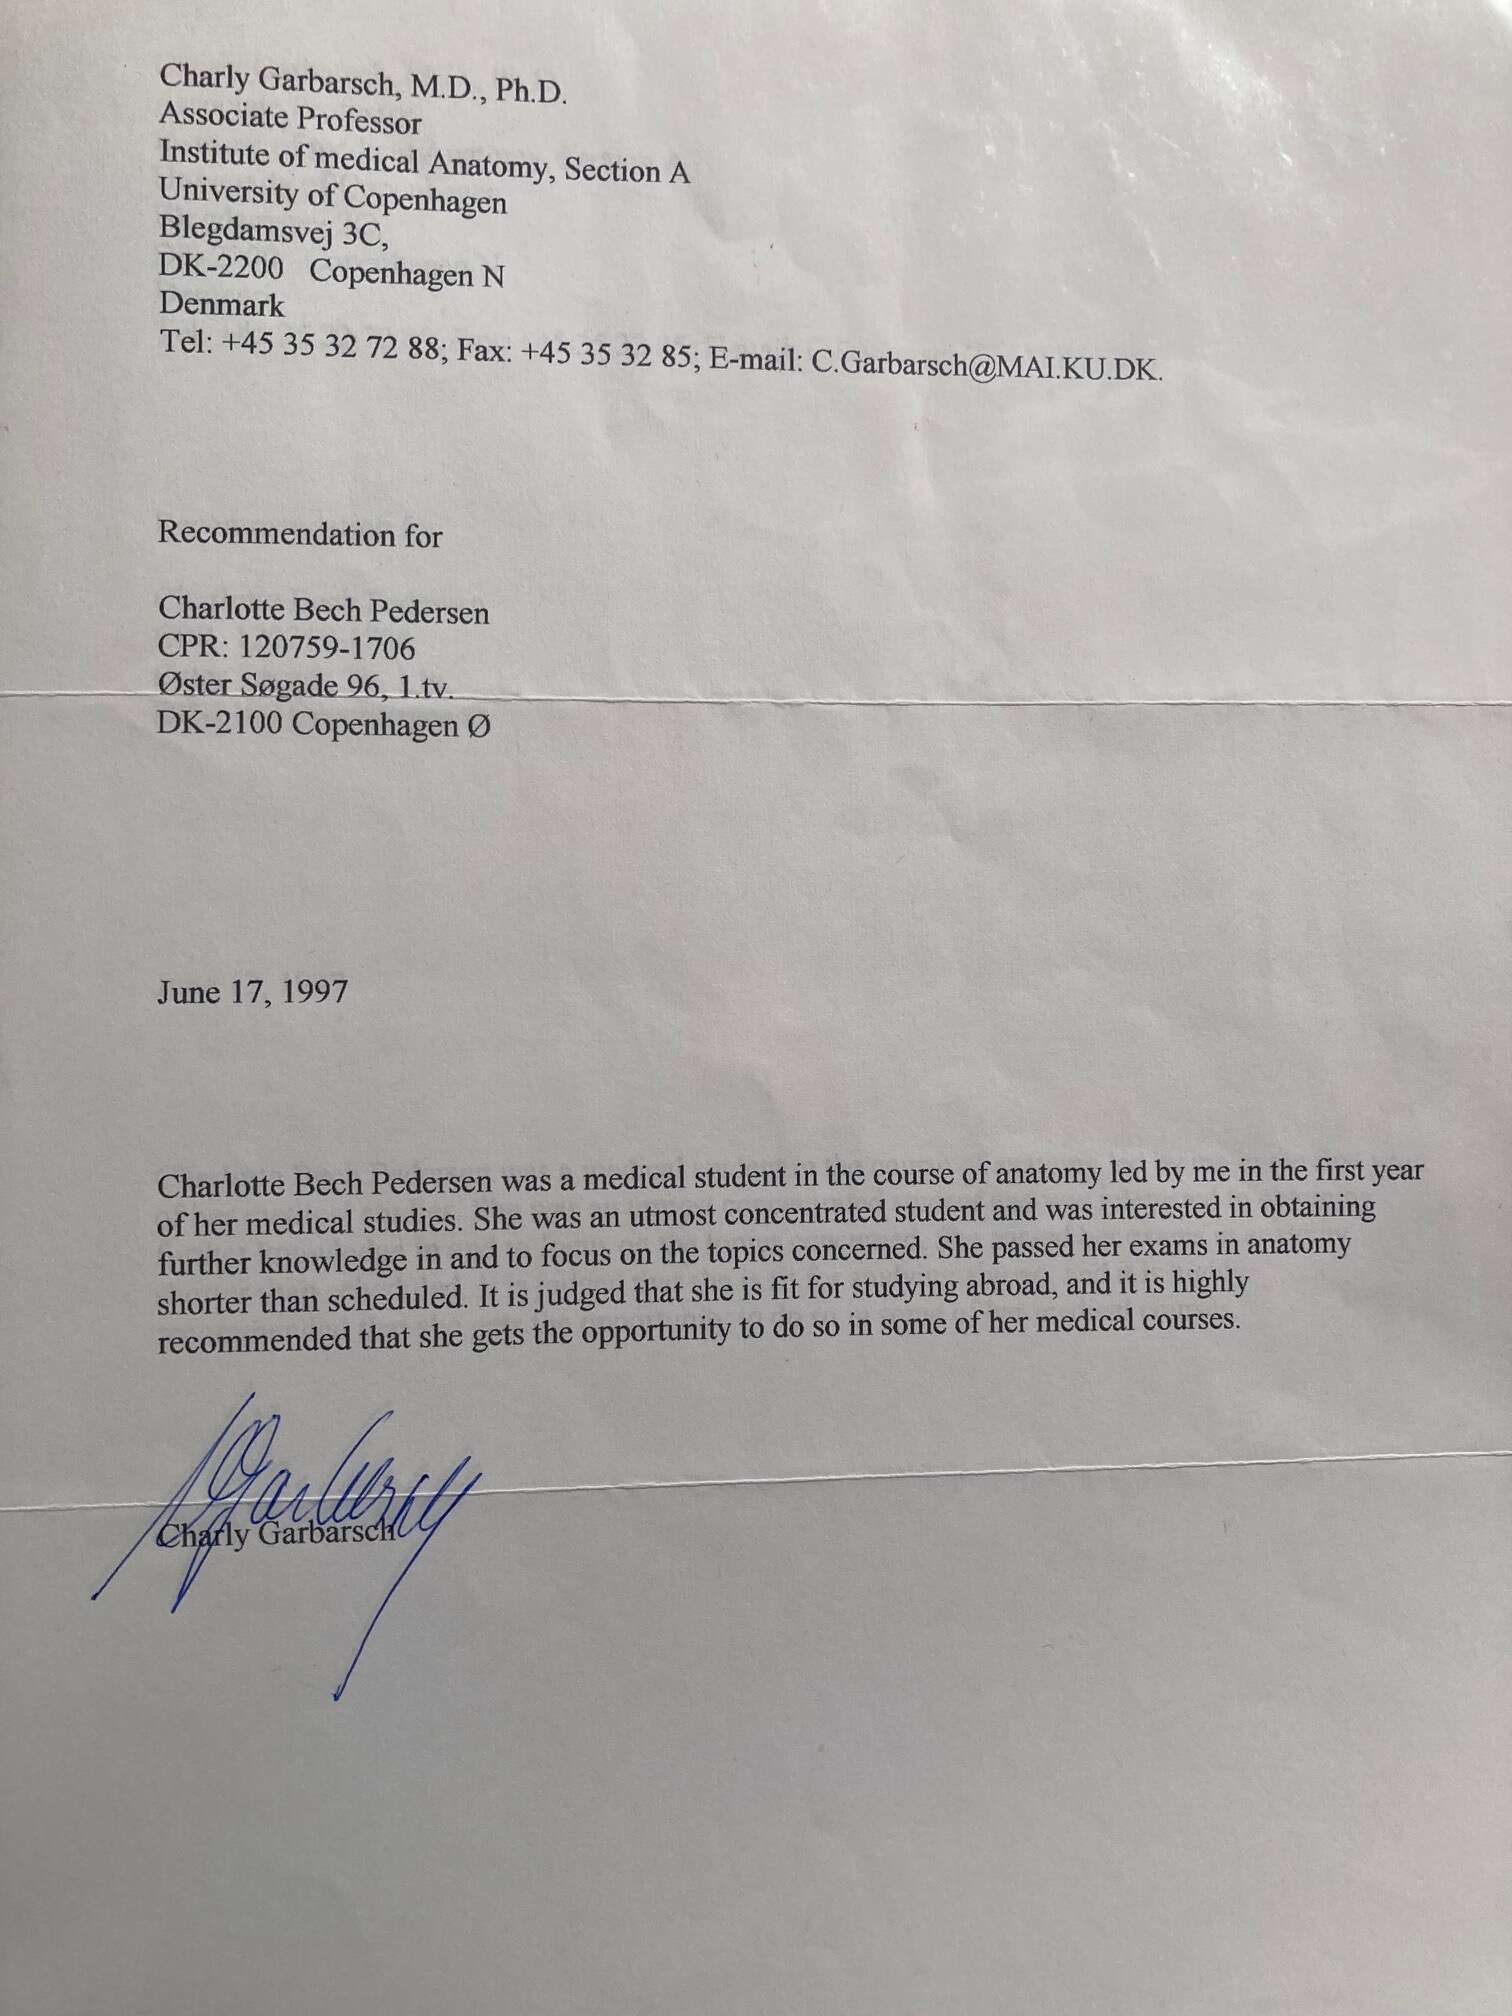 Charly Garbarsch, M.D., Ph.D.
Associate Professor
Institute of medical Anatomy, Section A
University of Copenhagen
Blegdamsvej 3C,
DK-2200 Copenhagen N
Denmark
Tel: +45 35 32 72 88; Fax: +45 35 32 85; E-mail: C.Garbarsch@MAI.KU.DK.
Recommendation for
Charlotte Bech Pedersen
CPR: 120759-1706
Øster Søgade 96, 1.tv.
DK-2100 Copenhagen Ø
June 17, 1997
Charlotte Bech Pedersen was a medical student in the course of anatomy led by me in the first year
of her medical studies. She was an utmost concentrated student and was interested in obtaining
further knowledge in and to focus on the topics concerned. She passed her exams in anatomy
shorter than scheduled. It is judged that she is fit for studying abroad, and it is highly
recommended that she gets the opportunity to do so in some of her medical courses.
Garbarsch
Charly Garbarsch